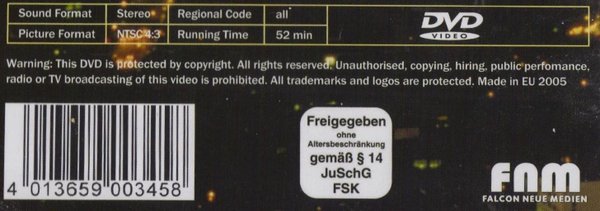 Sound Format Stereo Regional Code all
DVD
Picture Format NTSC 4:3 Running Time 52 min
VIDEO
Warning: This DVD is protected by copyright. All rights reserved. Unauthorised, copying, hiring, public perfomance,
radio or TV broadcasting of this video is prohibited. All trademarks and logos are protected. Made in EU 2005
4 013659 003458
Freigegeben
ohne
Altersbeschränkung
gemäß § 14
JuSchG
FSK
FNM
FALCON NEUE MEDIEN